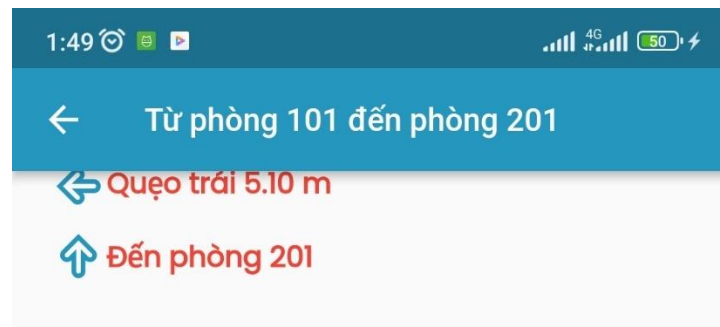 1:49 4G 50
Từ phòng 101 đến phòng 201
Quẹo trái 5.10 m
Đến phòng 201